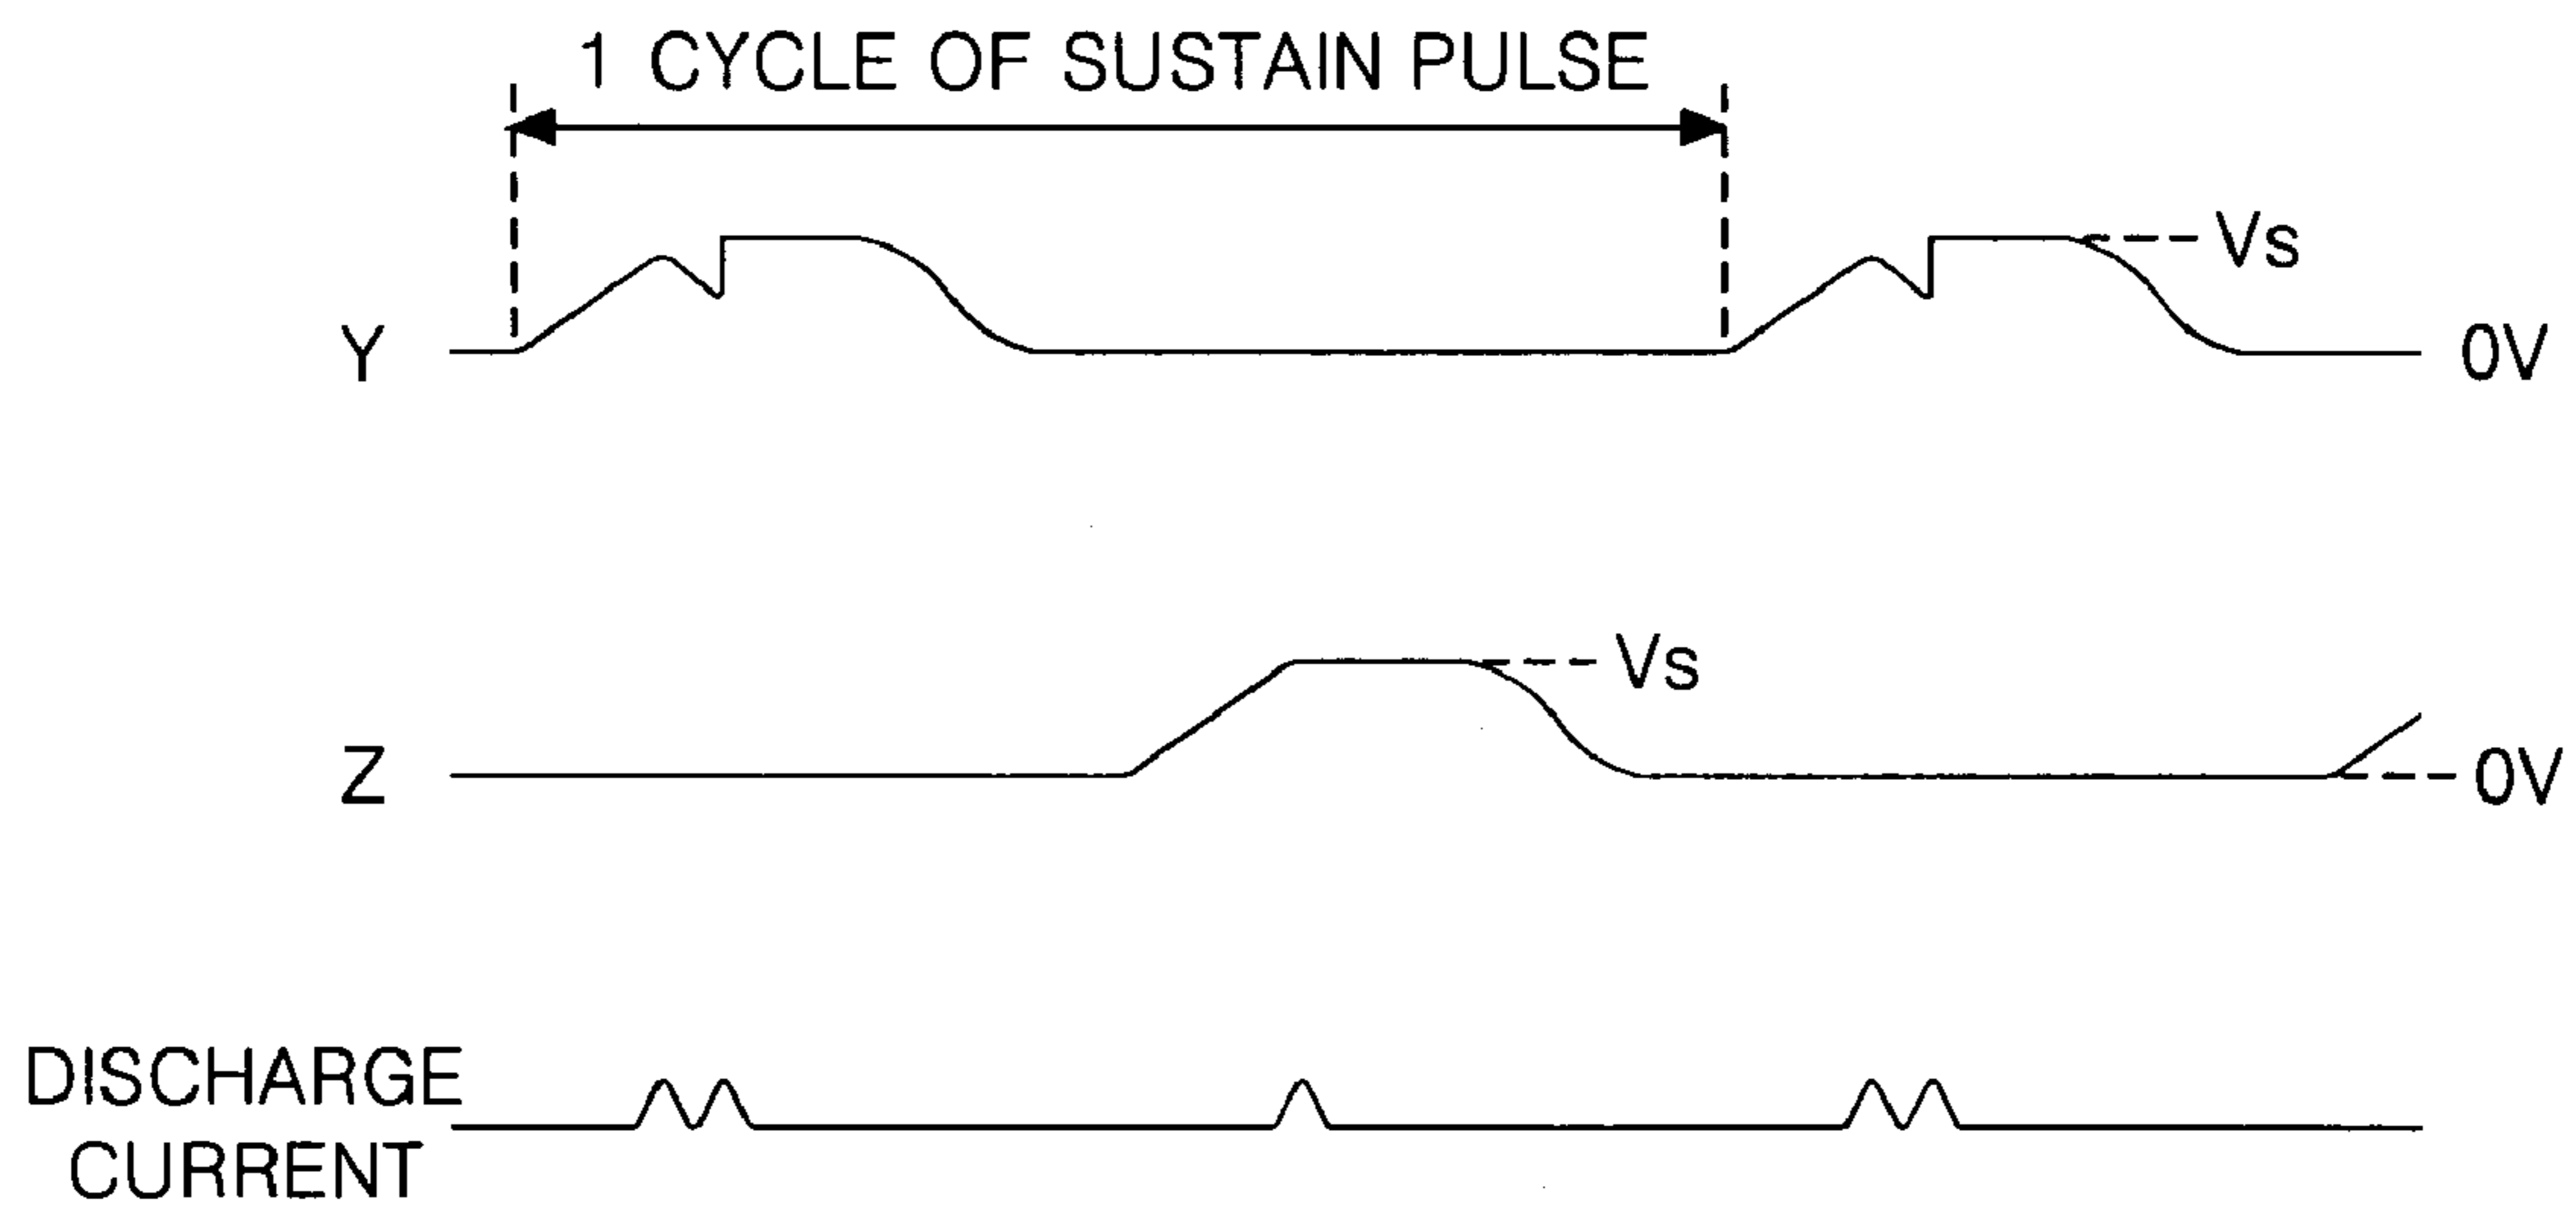 1 CYCLE OF SUSTAIN PULSE
Vs
Y
0V
Vs
Z
0V
DISCHARGE
CURRENT